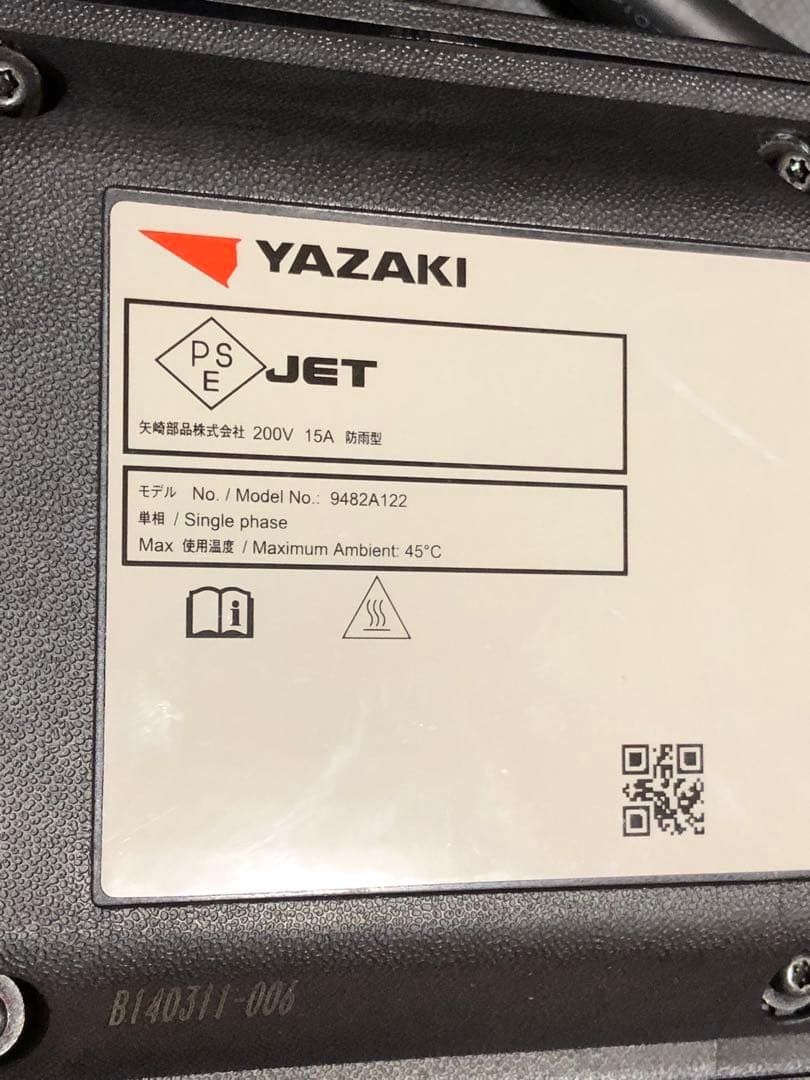 YAZAKI
PSE JET
矢崎部品株式会社 200V 15A 防雨型
モデル No. / Model No.: 9482A122
単相 / Single phase
Max 使用温度 / Maximum Ambient: 45°C
i
B140311-006